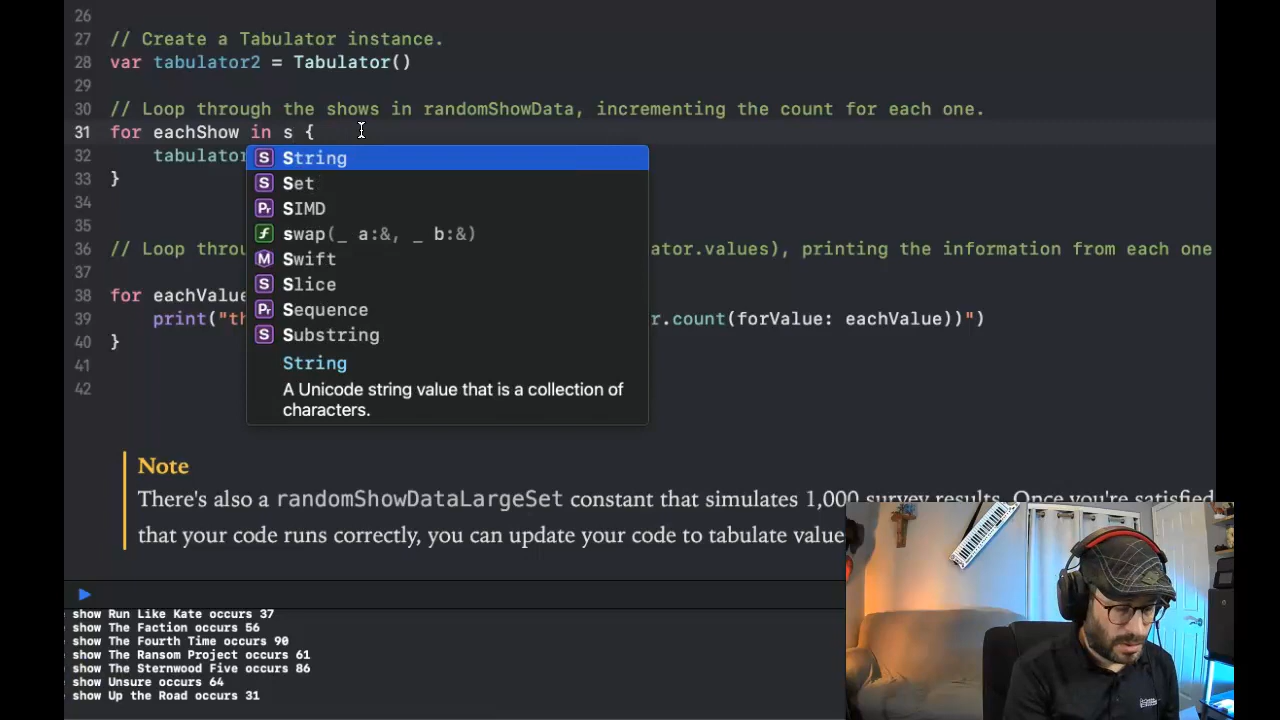 26
27 // Create a Tabulator instance.
28 var tabulator2 = Tabulator()
29
30 // Loop through the shows in randomShowData, incrementing the count for each one.
31 for eachShow in s {
32 tabulator
33 }
34
35
36 // Loop throu ator.values), printing the information from each one
37
38 for eachValue
39 print("th r.count(forValue: eachValue))")
40 }
41
42
S String
S Set
Pr SIMD
f swap(_ a:&, _ b:&)
M Swift
S Slice
Pr Sequence
S Substring
String
A Unicode string value that is a collection of
characters.
Note
There's also a randomShowDataLargeSet constant that simulates 1,000 survey results. Once you're satisfied
that your code runs correctly, you can update your code to tabulate value
show Run Like Kate occurs 37
show The Faction occurs 56
show The Fourth Time occurs 90
show The Ransom Project occurs 61
show The Sternwood Five occurs 86
show Unsure occurs 64
show Up the Road occurs 31